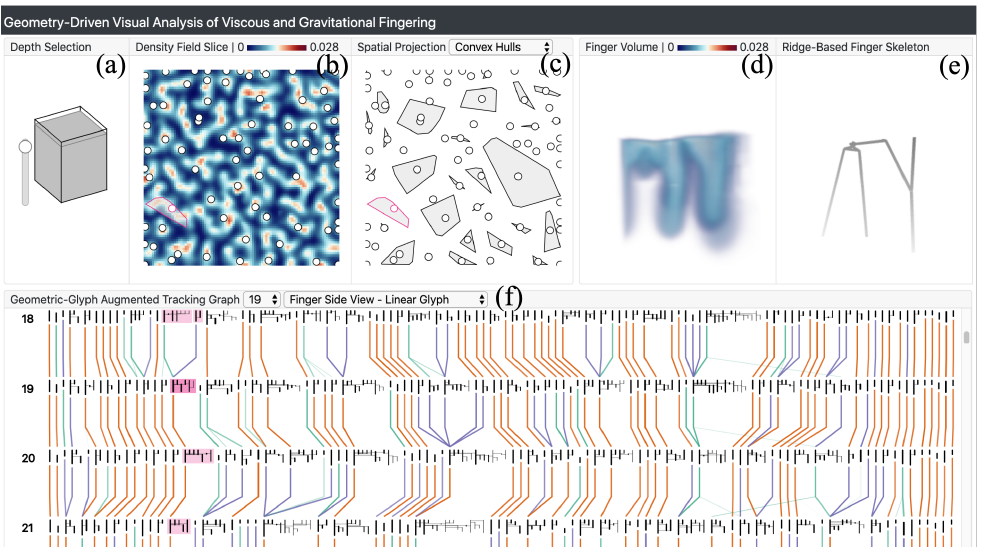 Geometry-Driven Visual Analysis of Viscous and Gravitational Fingering
Depth Selection
(a)
Density Field Slice | 0 0.028
(b)
Spatial Projection Convex Hulls
(c)
Finger Volume | 0 0.028
(d)
Ridge-Based Finger Skeleton
(e)
Geometric-Glyph Augmented Tracking Graph 19 Finger Side View - Linear Glyph (f)
18
19
20
21